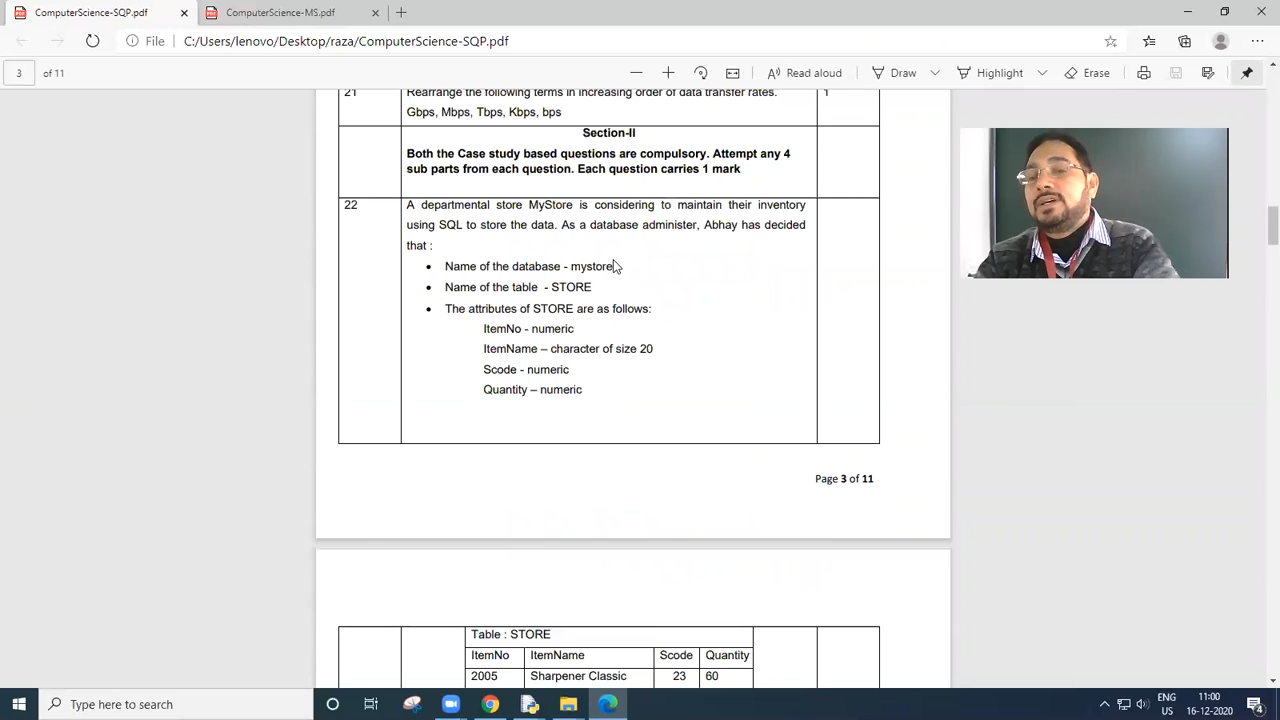 ComputerScience-SQP.pdf
ComputerScience-MS.pdf
File
C:/Users/lenovo/Desktop/raza/ComputerScience-SQP.pdf
3 of 11
Read aloud
Draw
Highlight
Erase
21 Rearrange the following terms in increasing order of data transfer rates. 1
Gbps, Mbps, Tbps, Kbps, bps
Section-II
Both the Case study based questions are compulsory. Attempt any 4
sub parts from each question. Each question carries 1 mark
22 A departmental store MyStore is considering to maintain their inventory
using SQL to store the data. As a database administer, Abhay has decided
that :
• Name of the database - mystore
• Name of the table - STORE
• The attributes of STORE are as follows:
ItemNo - numeric
ItemName – character of size 20
Scode - numeric
Quantity – numeric
Page 3 of 11
Table : STORE
ItemNo ItemName Scode Quantity
2005 Sharpener Classic 23 60
Type here to search
ENG
US
11:00
16-12-2020
4